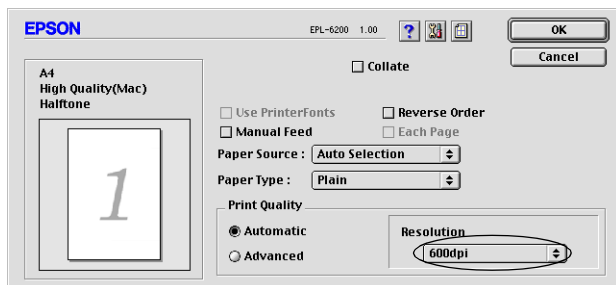 EPSON
EPL-6200 1.00
?
OK
Cancel
A4
High Quality(Mac)
Halftone
1
Collate
Use PrinterFonts
Reverse Order
Manual Feed
Each Page
Paper Source : Auto Selection
Paper Type : Plain
Print Quality
Automatic
Advanced
Resolution
600dpi